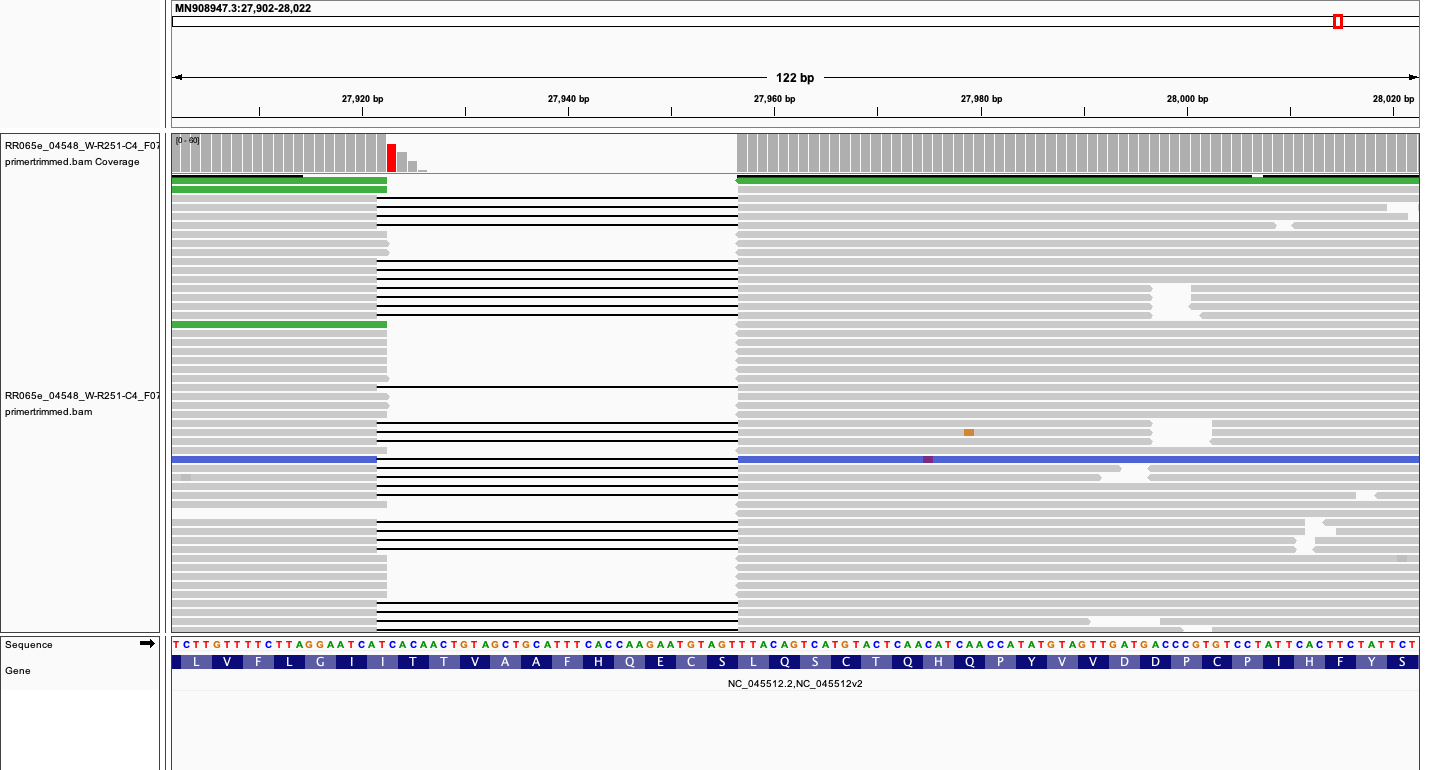 MN908947.3:27,902-28,022
122 bp
27,920 bp 27,940 bp 27,960 bp 27,980 bp 28,000 bp 28,020 bp
RR065e_04548_W-R251-C4_F07
primertrimmed.bam Coverage
[0 - 60]
RR065e_04548_W-R251-C4_F07
primertrimmed.bam
Sequence
TCTTGTTTTCTTAGGAATCATCACAACTGTAGCTGCATTTCACCAAGAATGTAGTTTACAGTCATGTACTCAACATCAACCATATGTAGTTGATGACCCGTGTCCTATTCACTTCTATTCT
Gene
L V F L G I I T T V A A F H Q E C S L Q S C T Q H Q P Y V V D D P C P I H F Y S
NC_045512.2,NC_045512v2